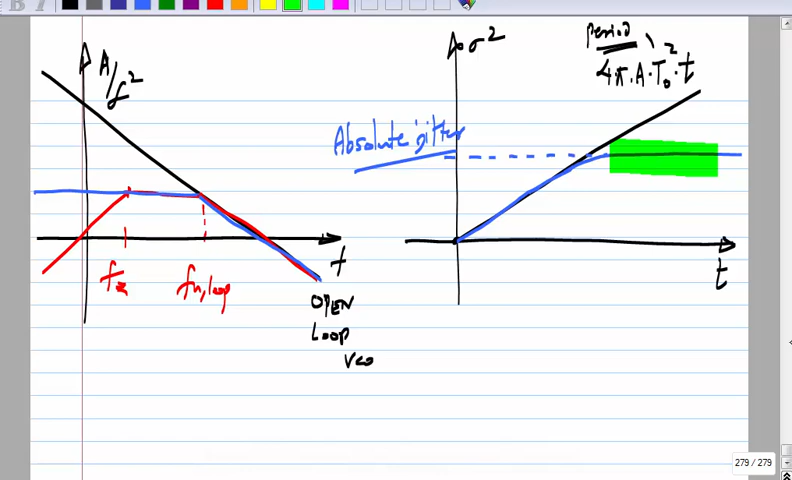 A/f²
fz
fn,loop
f
OPEN
LOOP
VCO
σ²
Period
4π.A.T₀².t
Absolute jitter
t
279 / 279